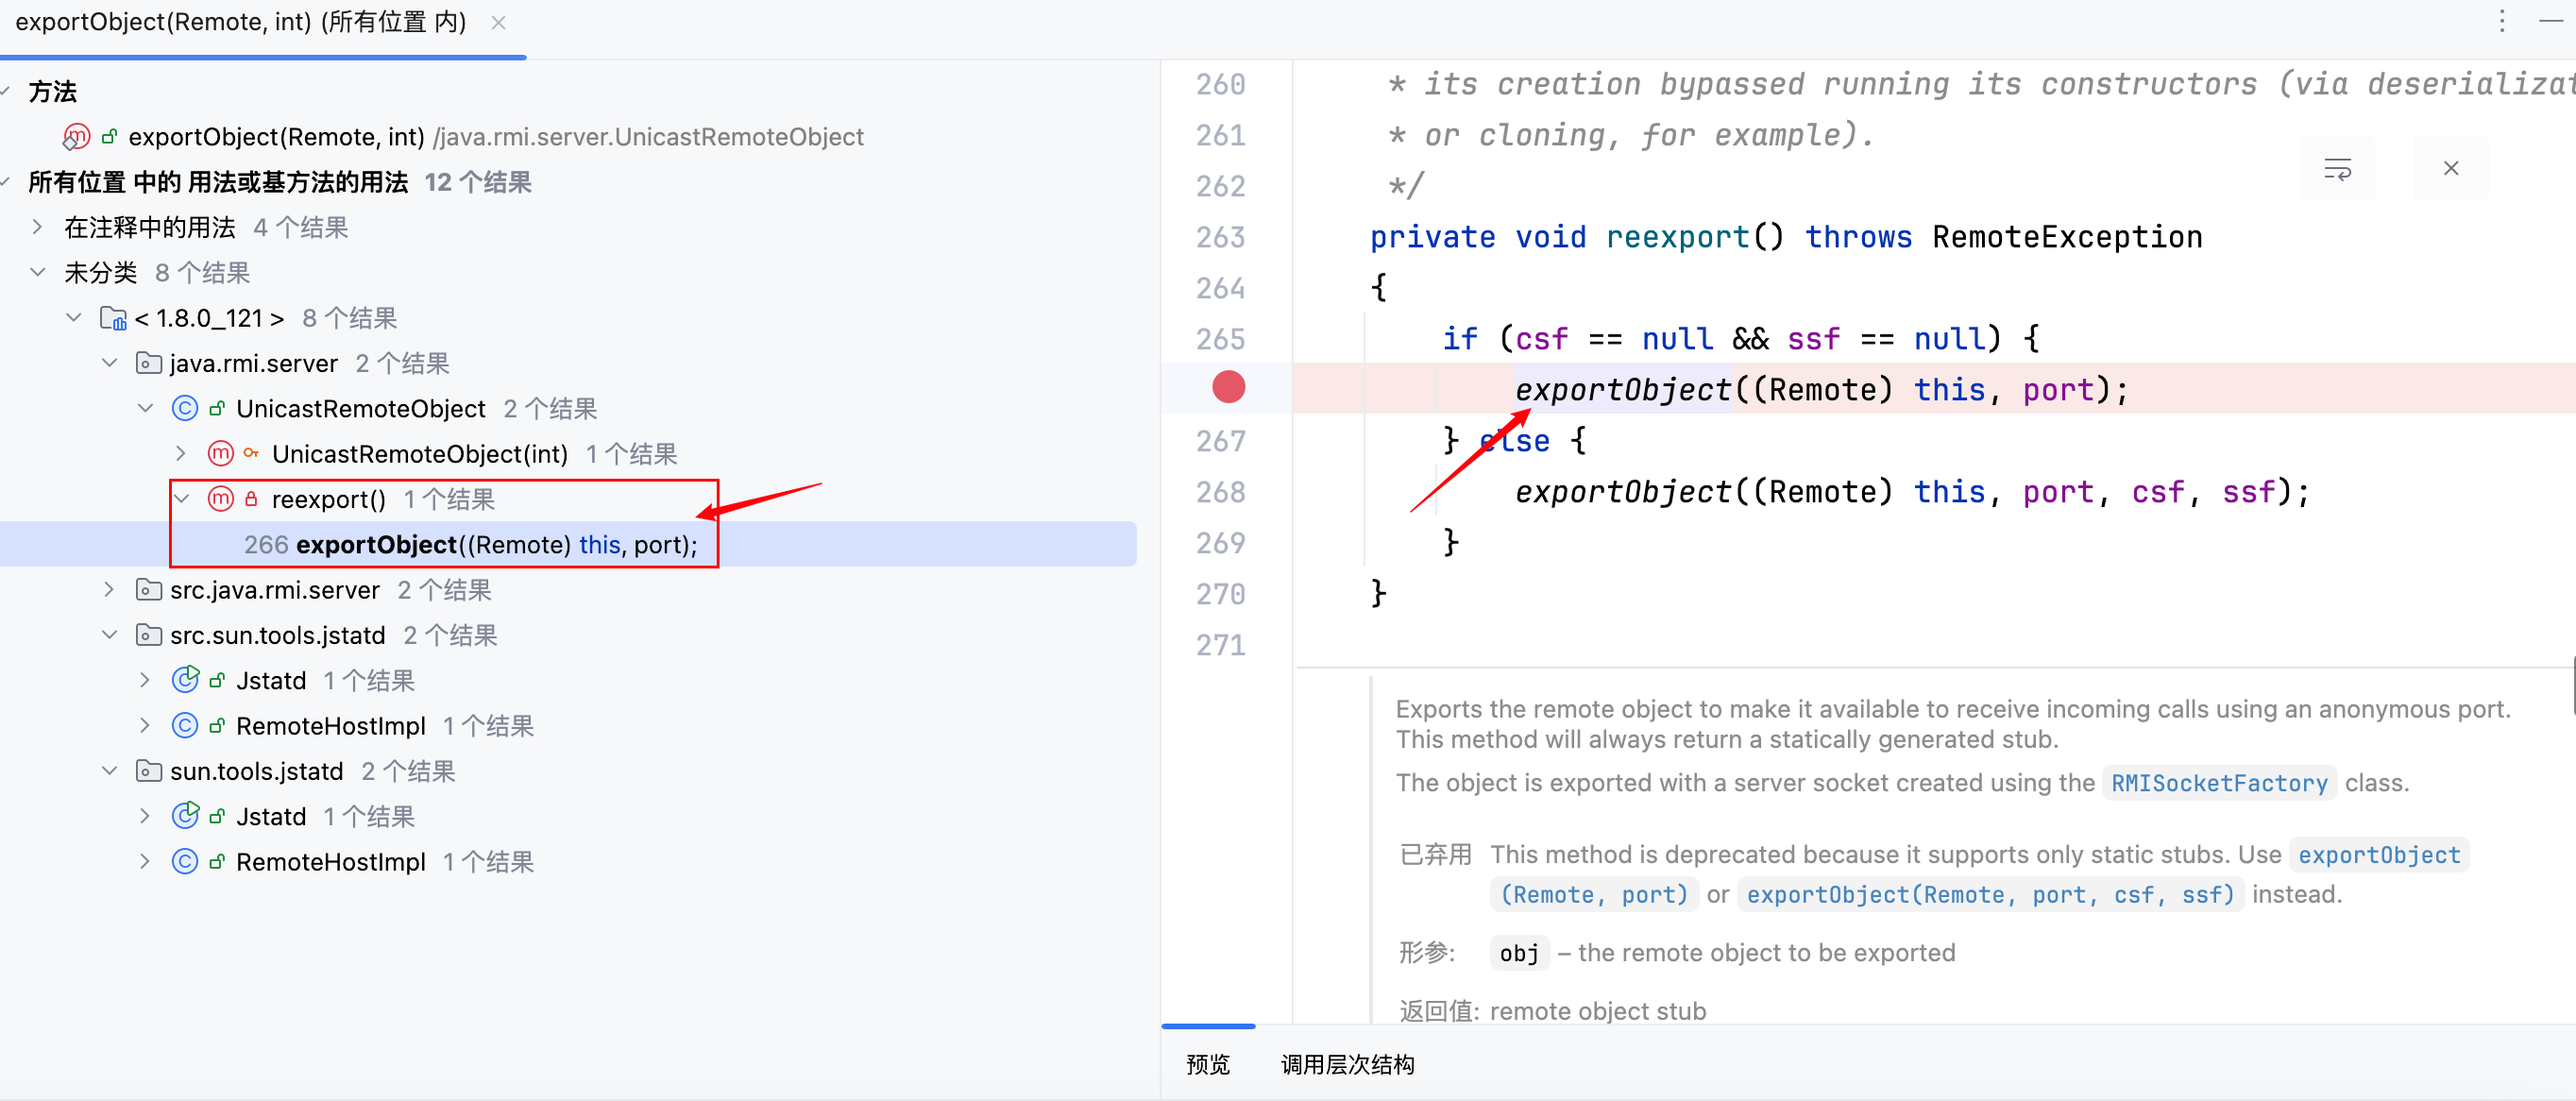 exportObject(Remote, int) (所有位置 内)
方法
exportObject(Remote, int) /java.rmi.server.UnicastRemoteObject
所有位置 中的 用法或基方法的用法 12 个结果
在注释中的用法 4 个结果
未分类 8 个结果
< 1.8.0_121 > 8 个结果
java.rmi.server 2 个结果
UnicastRemoteObject 2 个结果
UnicastRemoteObject(int) 1 个结果
reexport() 1 个结果
266 exportObject((Remote) this, port);
src.java.rmi.server 2 个结果
src.sun.tools.jstatd 2 个结果
Jstatd 1 个结果
RemoteHostImpl 1 个结果
sun.tools.jstatd 2 个结果
Jstatd 1 个结果
RemoteHostImpl 1 个结果
260 * its creation bypassed running its constructors (via
261 * or cloning, for example).
262 */
263 private void reexport() throws RemoteException
264 {
265 if (csf == null && ssf == null) {
exportObject((Remote) this, port);
267 } else {
268 exportObject((Remote) this, port, csf, ssf);
269 }
270 }
271
Exports the remote object to make it available to receive incoming calls using an anonymous port.
This method will always return a statically generated stub.
The object is exported with a server socket created using the RMISocketFactory class.
已弃用 This method is deprecated because it supports only static stubs. Use exportObject
(Remote, port) or exportObject(Remote, port, csf, ssf) instead.
形参: obj – the remote object to be exported
返回值: remote object stub
预览 调用层次结构